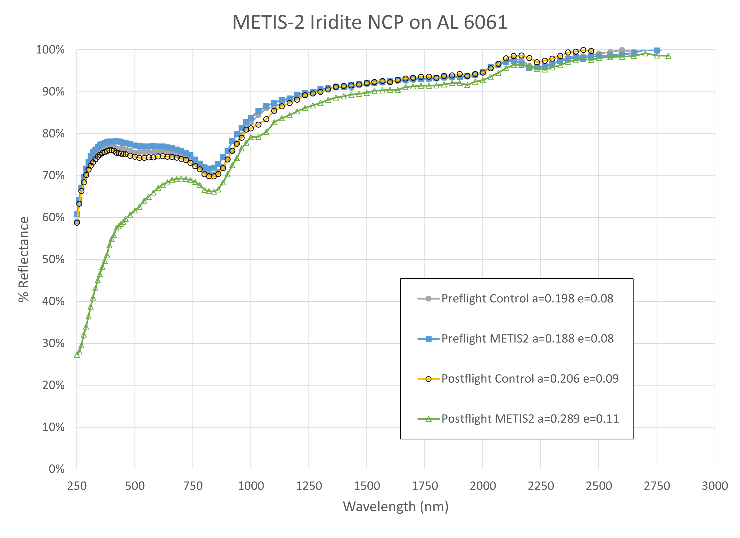 METIS-2 Iridite NCP on AL 6061
100%
90%
80%
70%
60%
50%
40%
30%
20%
10%
0%
% Reflectance
Preflight Control a=0.198 e=0.08
Preflight METIS2 a=0.188 e=0.08
Postflight Control a=0.206 e=0.09
Postflight METIS2 a=0.289 e=0.11
250 500 750 1000 1250 1500 1750 2000 2250 2500 2750 3000
Wavelength (nm)